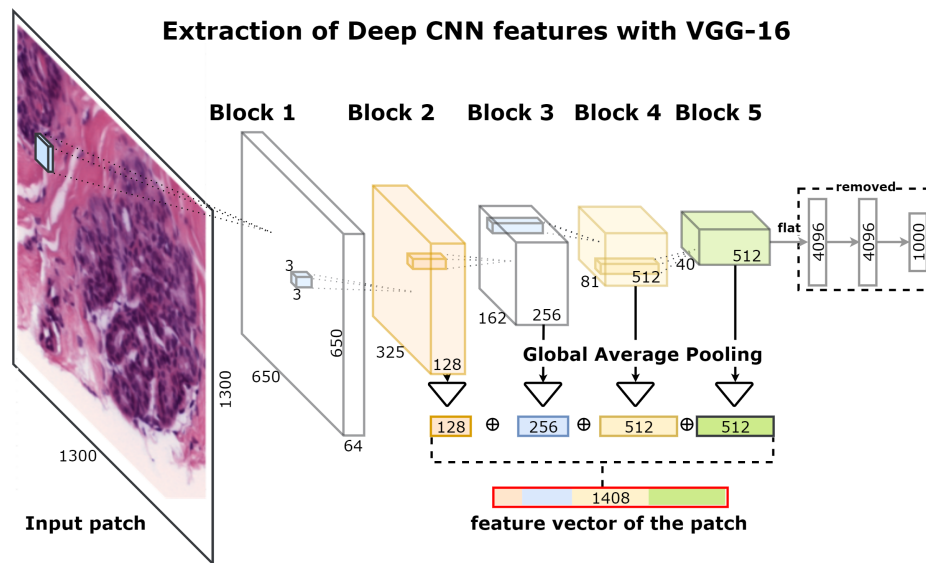 Extraction of Deep CNN features with VGG-16
Block 1
Block 2
Block 3
Block 4
Block 5
removed
flat
4096
4096
1000
3
3
650
650
64
325
128
162
256
81
512
40
512
1300
1300
Input patch
Global Average Pooling
128 ⊕ 256 ⊕ 512 ⊕ 512
1408
feature vector of the patch